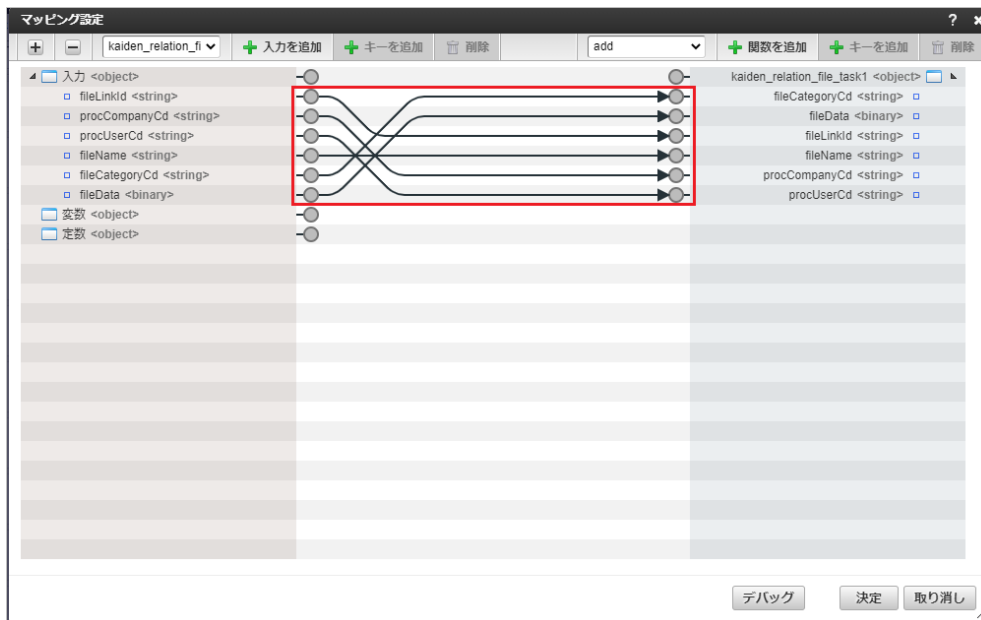 マッピング設定 ?
kaiden_relation_fi 入力を追加 キーを追加 削除 add 関数を追加 キーを追加 削除
入力 <object> kaiden_relation_file_task1 <object>
fileLinkId <string> fileCategoryCd <string>
procCompanyCd <string> fileData <binary>
procUserCd <string> fileLinkId <string>
fileName <string> fileName <string>
fileCategoryCd <string> procCompanyCd <string>
fileData <binary> procUserCd <string>
変数 <object>
定数 <object>
デバッグ 決定 取り消し